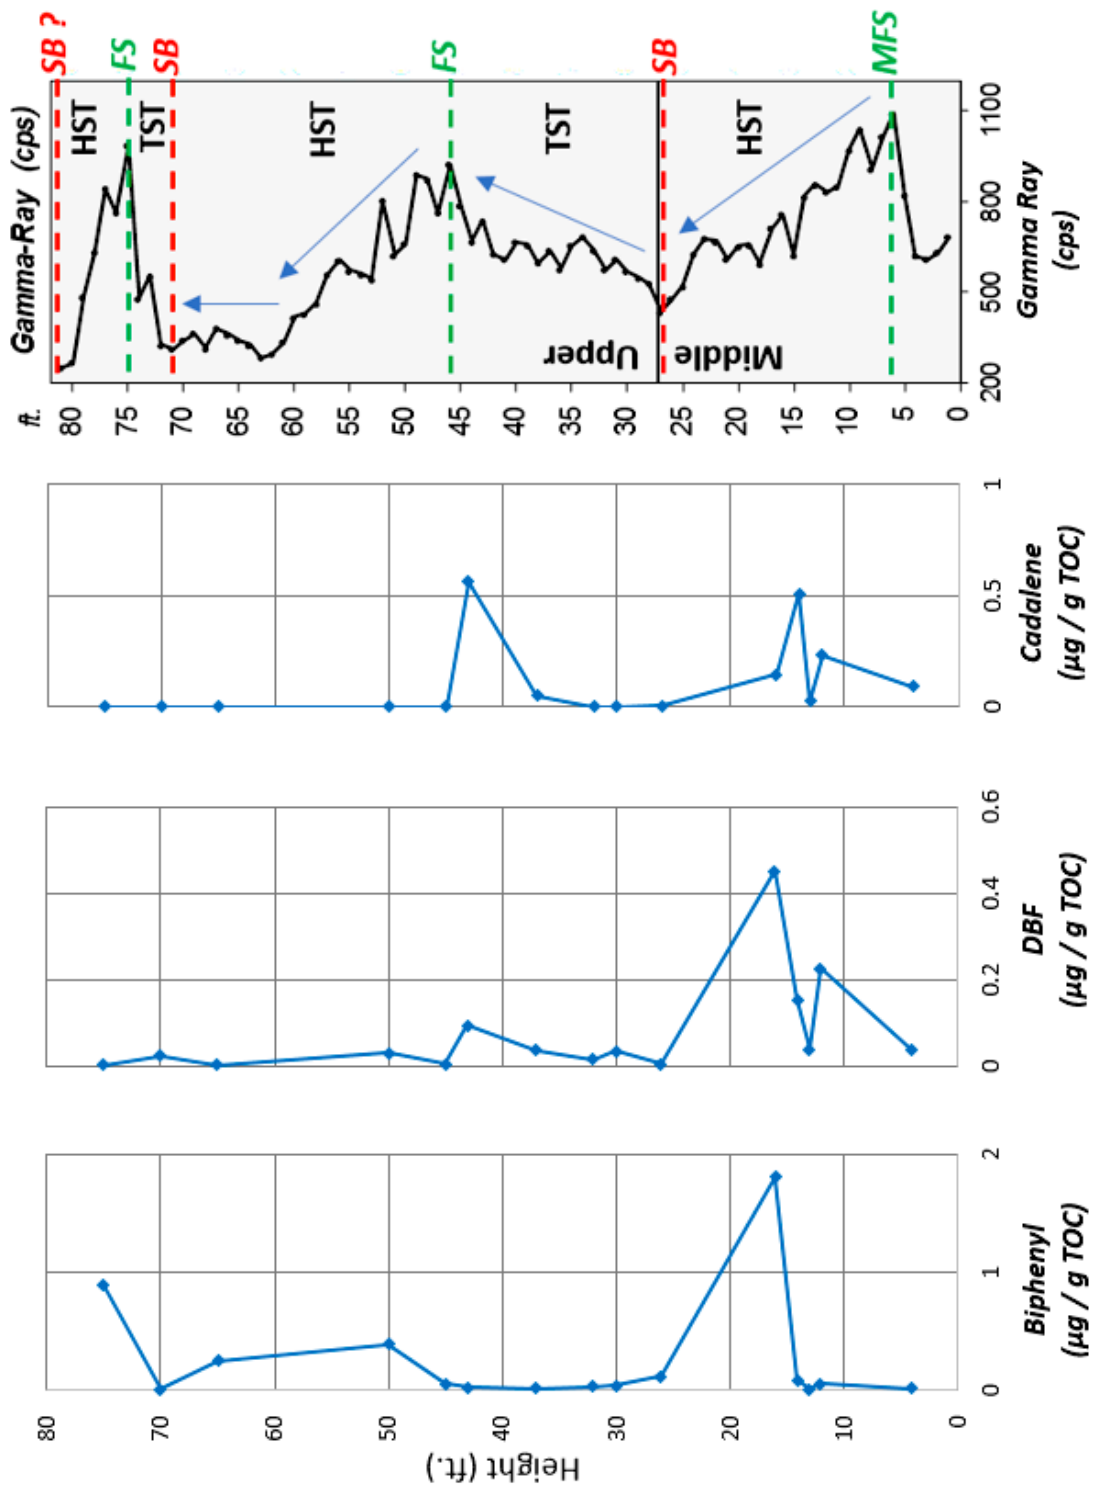 Gamma-Ray (cps)
ft.
SB ?
FS
SB
FS
SB
MFS
HST
TST
HST
TST
HST
Upper
Middle
80
75
70
65
60
55
50
45
40
35
30
25
20
15
10
5
0
200
500
800
1100
Gamma Ray
(cps)
0
0.5
1
Cadalene
(µg / g TOC)
0
0.2
0.4
0.6
DBF
(µg / g TOC)
0
1
2
Biphenyl
(µg / g TOC)
80
70
60
50
40
30
20
10
0
Height (ft.)